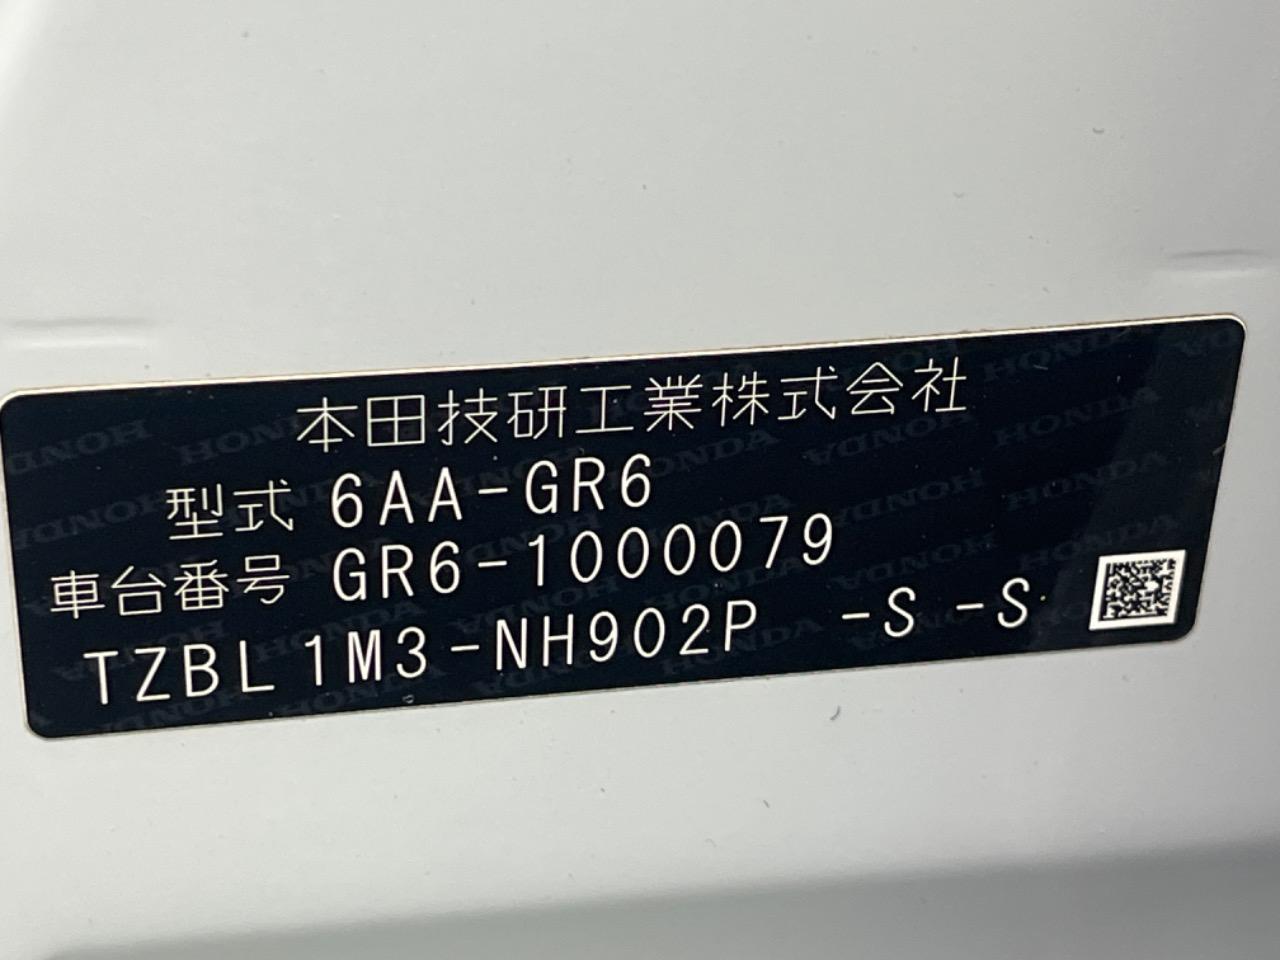 本田技研工業株式会社
型式 6AA-GR6
車台番号 GR6-1000079
TZBL1M3-NH902P -S -S